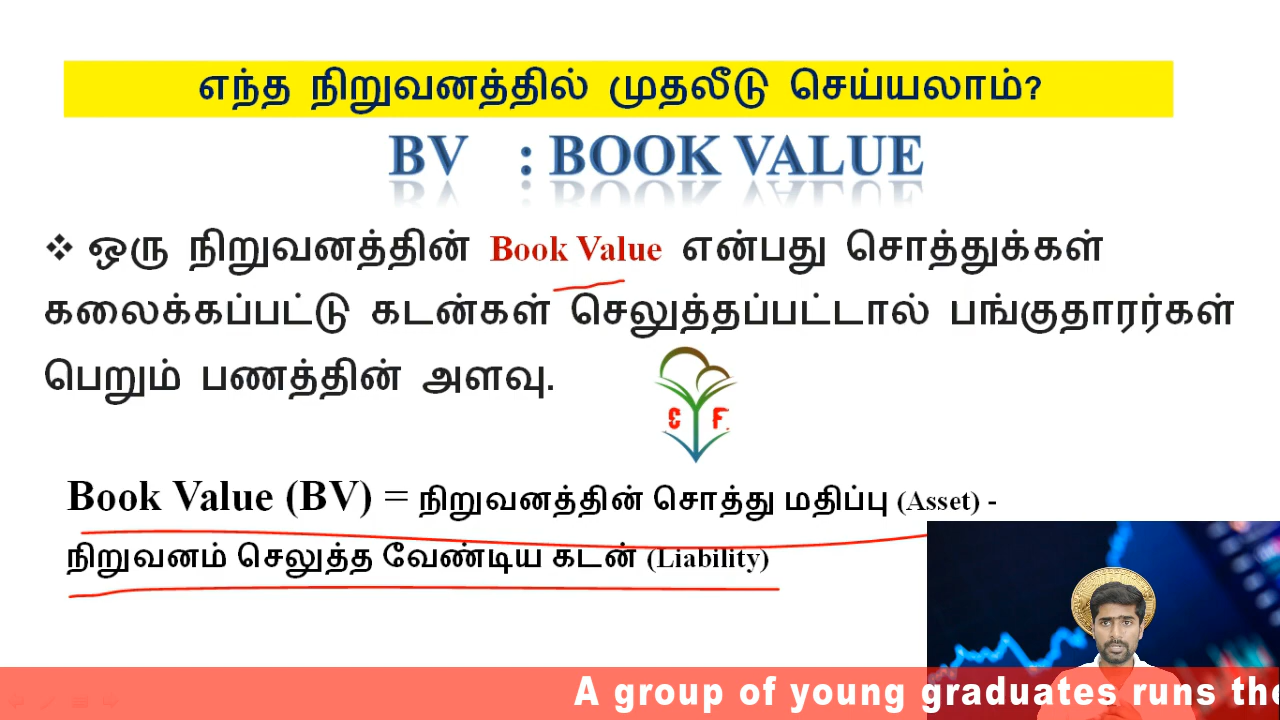 எந்த நிறுவனத்தில் முதலீடு செய்யலாம்?
BV : BOOK VALUE
❖ ஒரு நிறுவனத்தின் Book Value என்பது சொத்துக்கள்
கலைக்கப்பட்டு கடன்கள் செலுத்தப்பட்டால் பங்குதாரர்கள்
பெறும் பணத்தின் அளவு.
E F.
Book Value (BV) = நிறுவனத்தின் சொத்து மதிப்பு (Asset) -
நிறுவனம் செலுத்த வேண்டிய கடன் (Liability)
A group of young graduates runs the